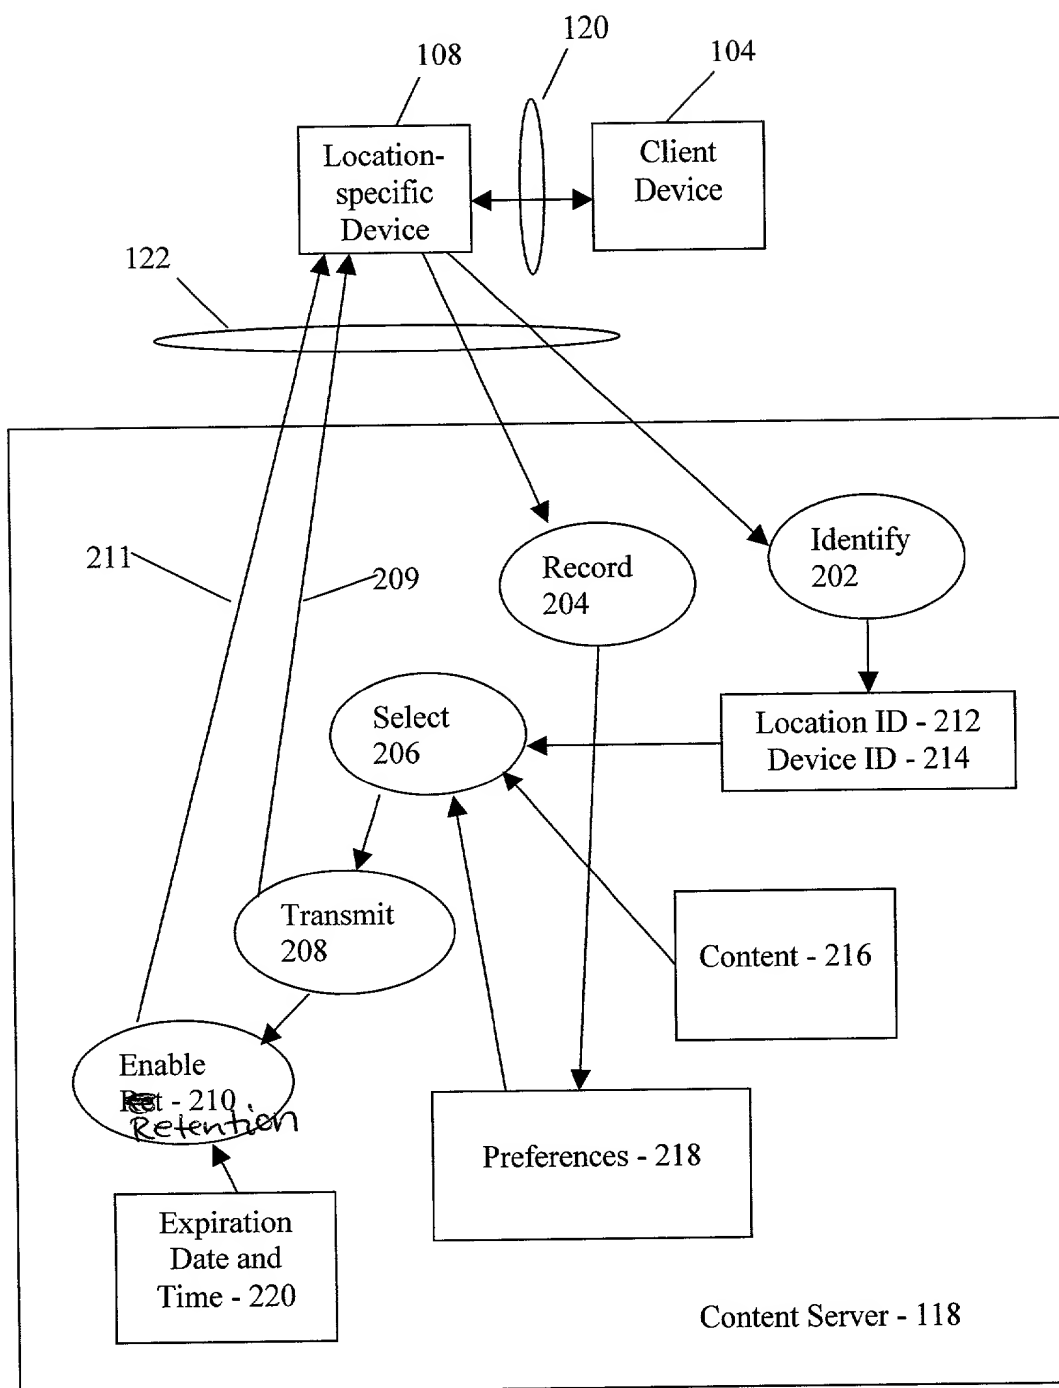 120
108
104
Location-
specific
Device
Client
Device
122
211
209
Record
204
Identify
202
Select
206
Location ID - 212
Device ID - 214
Transmit
208
Content - 216
Enable
- 210
Retention
Preferences - 218
Expiration
Date and
Time - 220
Content Server - 118